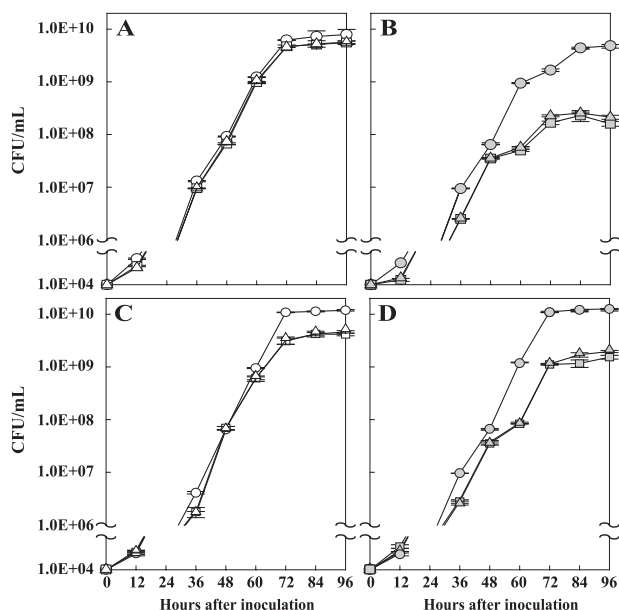 A
B
1.0E+10
1.0E+09
1.0E+08
1.0E+07
1.0E+06
1.0E+04
CFU/mL
C
D
1.0E+10
1.0E+09
1.0E+08
1.0E+07
1.0E+06
1.0E+04
CFU/mL
0 12 24 36 48 60 72 84 96 0 12 24 36 48 60 72 84 96
Hours after inoculation Hours after inoculation